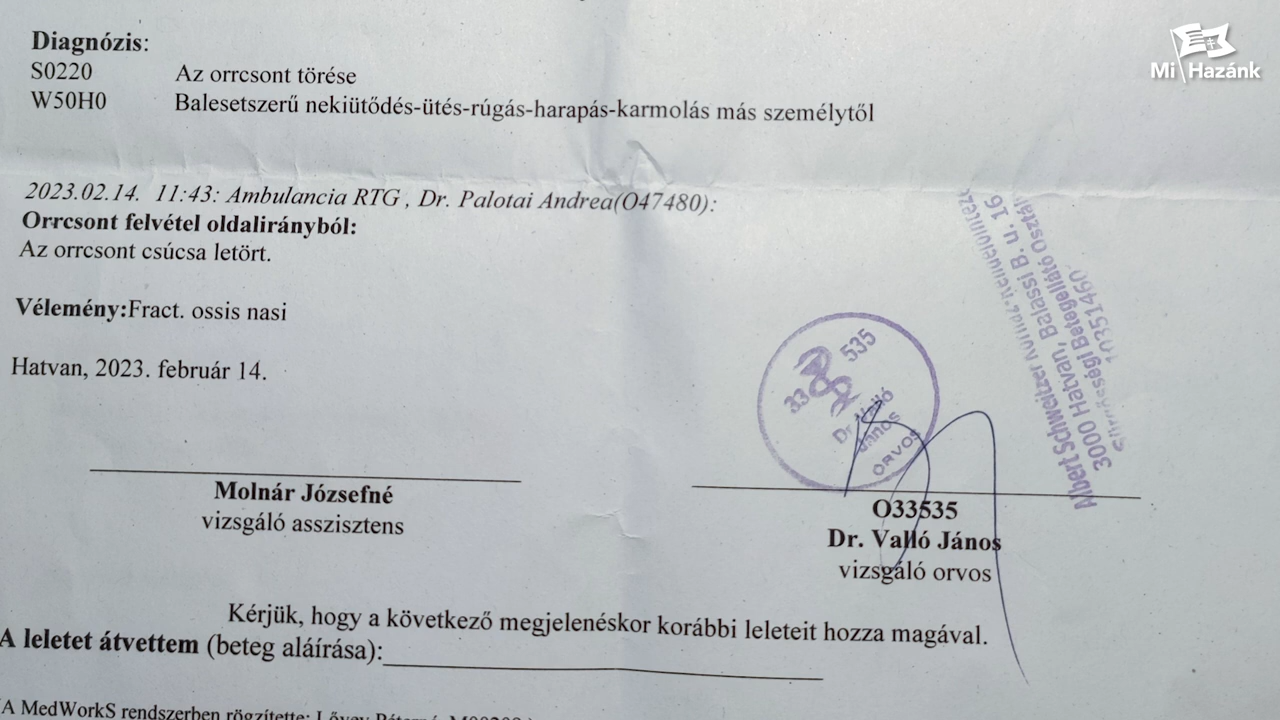 Mi Hazánk
Diagnózis:
S0220 Az orrcsont törése
W50H0 Balesetszerű nekiütődés-ütés-rúgás-harapás-karmolás más személytől
2023.02.14. 11:43: Ambulancia RTG , Dr. Palotai Andrea(O47480):
Orrcsont felvétel oldalirányból:
Az orrcsont csúcsa letört.
Vélemény:Fract. ossis nasi
Hatvan, 2023. február 14.
Albert Schweitzer
3000 Hatvan, Balassi B. u. 16
Betegellátó
33 535
Dr. Valló
János
ORVOS
Molnár Józsefné
vizsgáló asszisztens
O33535
Dr. Valló János
vizsgáló orvos
Kérjük, hogy a következő megjelenéskor korábbi leleteit hozza magával.
A leletet átvettem (beteg aláírása):
(A MedWorkS rendszerben rögzítette: